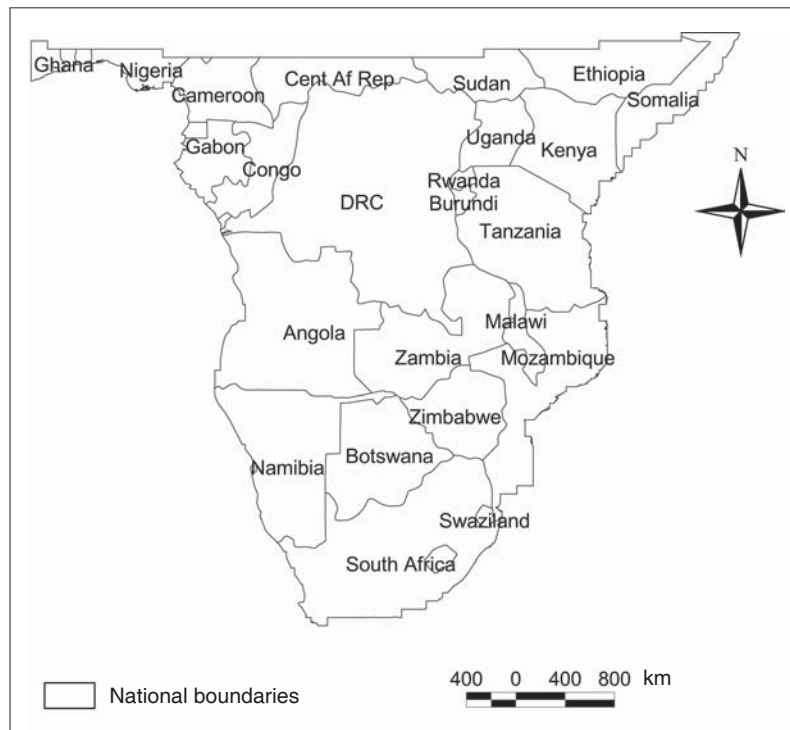 Ghana
Nigeria
Cameroon
Cent Af Rep
Sudan
Ethiopia
Somalia
Uganda
Kenya
Gabon
Congo
Rwanda
Burundi
DRC
Tanzania
N
Angola
Malawi
Zambia
Mozambique
Zimbabwe
Namibia
Botswana
Swaziland
South Africa
National boundaries
400 0 400 800 km